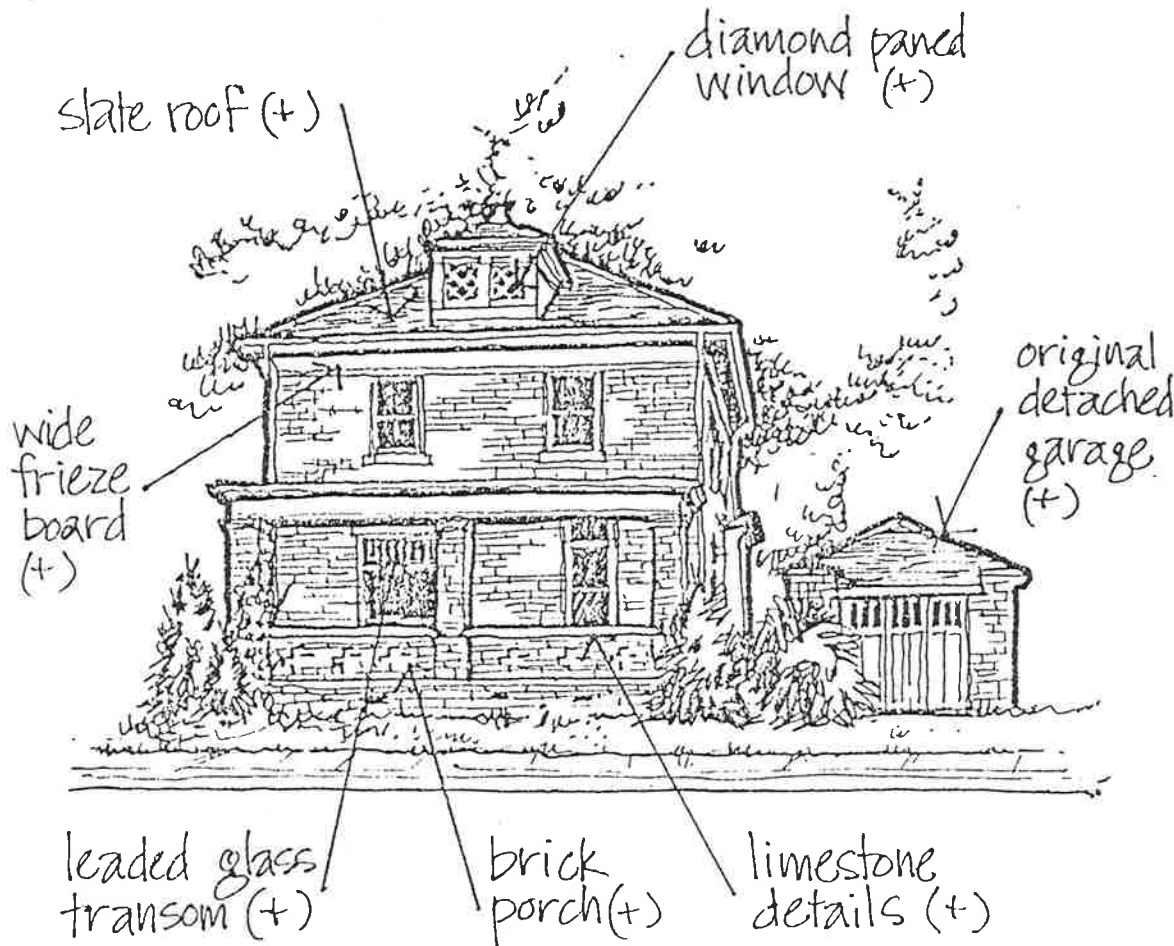 diamond paned
window (+)
slate roof (+)
original
detached
garage
(+)
wide
frieze
board
(+)
leaded glass
transom (+)
brick
porch (+)
limestone
details (+)